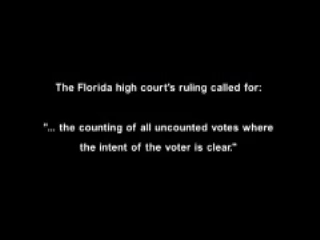 The Florida high court's ruling called for:
"... the counting of all uncounted votes where
the intent of the voter is clear."